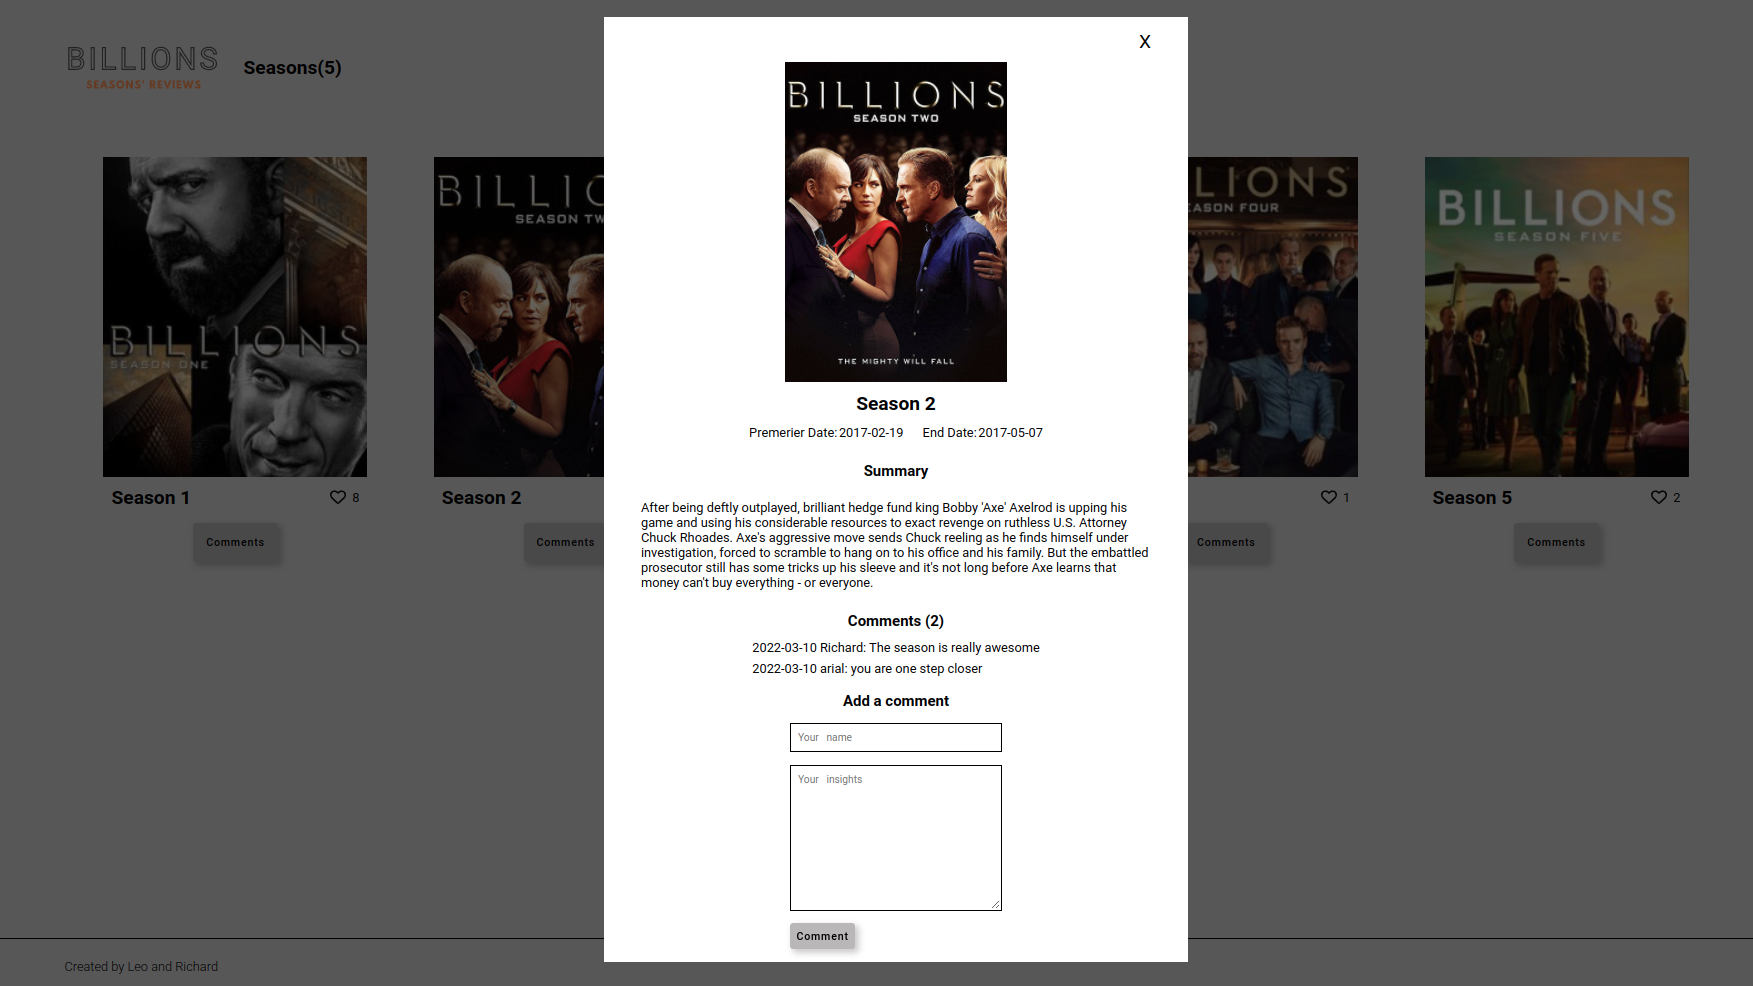 BILLIONS
SEASONS' REVIEWS
Seasons(5)
X
BILLIONS
SEASON TWO
THE MIGHTY WILL FALL
Season 2
Premerier Date: 2017-02-19 End Date: 2017-05-07
Summary
After being deftly outplayed, brilliant hedge fund king Bobby 'Axe' Axelrod is upping his
game and using his considerable resources to exact revenge on ruthless U.S. Attorney
Chuck Rhoades. Axe's aggressive move sends Chuck reeling as he finds himself under
investigation, forced to scramble to hang on to his office and his family. But the embattled
prosecutor still has some tricks up his sleeve and it's not long before Axe learns that
money can't buy everything - or everyone.
Comments (2)
2022-03-10 Richard: The season is really awesome
2022-03-10 arial: you are one step closer
Add a comment
Your name
Your insights
Comment
BILLIONS
SEASON ONE
Season 1
8
Comments
BILLIO
SEASON TW
Season 2
Comments
LIONS
EASON FOUR
1
Comments
BILLIONS
SEASON FIVE
Season 5
2
Comments
Created by Leo and Richard